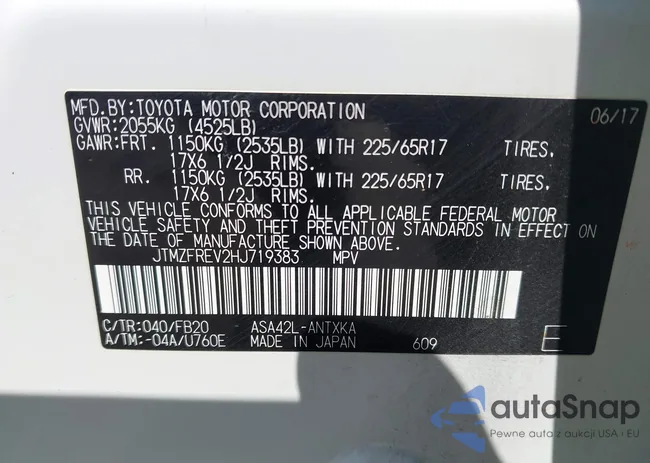 MFD.BY:TOYOTA MOTOR CORPORATION 06/17
GVWR:2055KG (4525LB)
GAWR:FRT. 1150KG (2535LB) WITH 225/65R17 TIRES,
17X6 1/2J RIMS.
RR. 1150KG (2535LB) WITH 225/65R17 TIRES,
17X6 1/2J RIMS.
THIS VEHICLE CONFORMS TO ALL APPLICABLE FEDERAL MOTOR
VEHICLE SAFETY AND THEFT PREVENTION STANDARDS IN EFFECT ON
THE DATE OF MANUFACTURE SHOWN ABOVE.
JTMZFREV2HJ719383 MPV
C/TR:040/FB20 ASA42L-ANTXKA
A/TM:-04A/U760E MADE IN JAPAN 609 E
autaSnap
Pewne auta z aukcji USA i EU